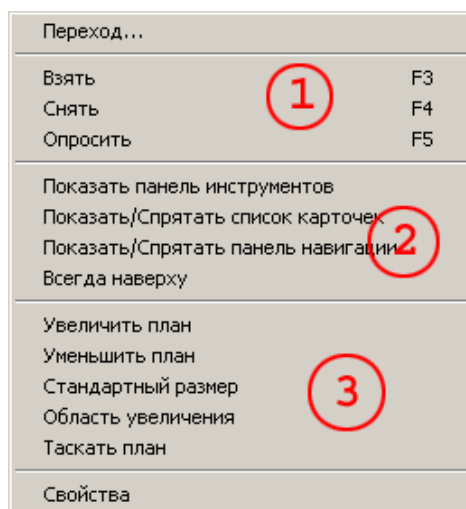 Переход...
Взять F3
1
Снять F4
Опросить F5
Показать панель инструментов
Показать/Спрятать список карточек
2
Показать/Спрятать панель навигации
Всегда наверху
Увеличить план
Уменьшить план
Стандартный размер
3
Область увеличения
Таскать план
Свойства